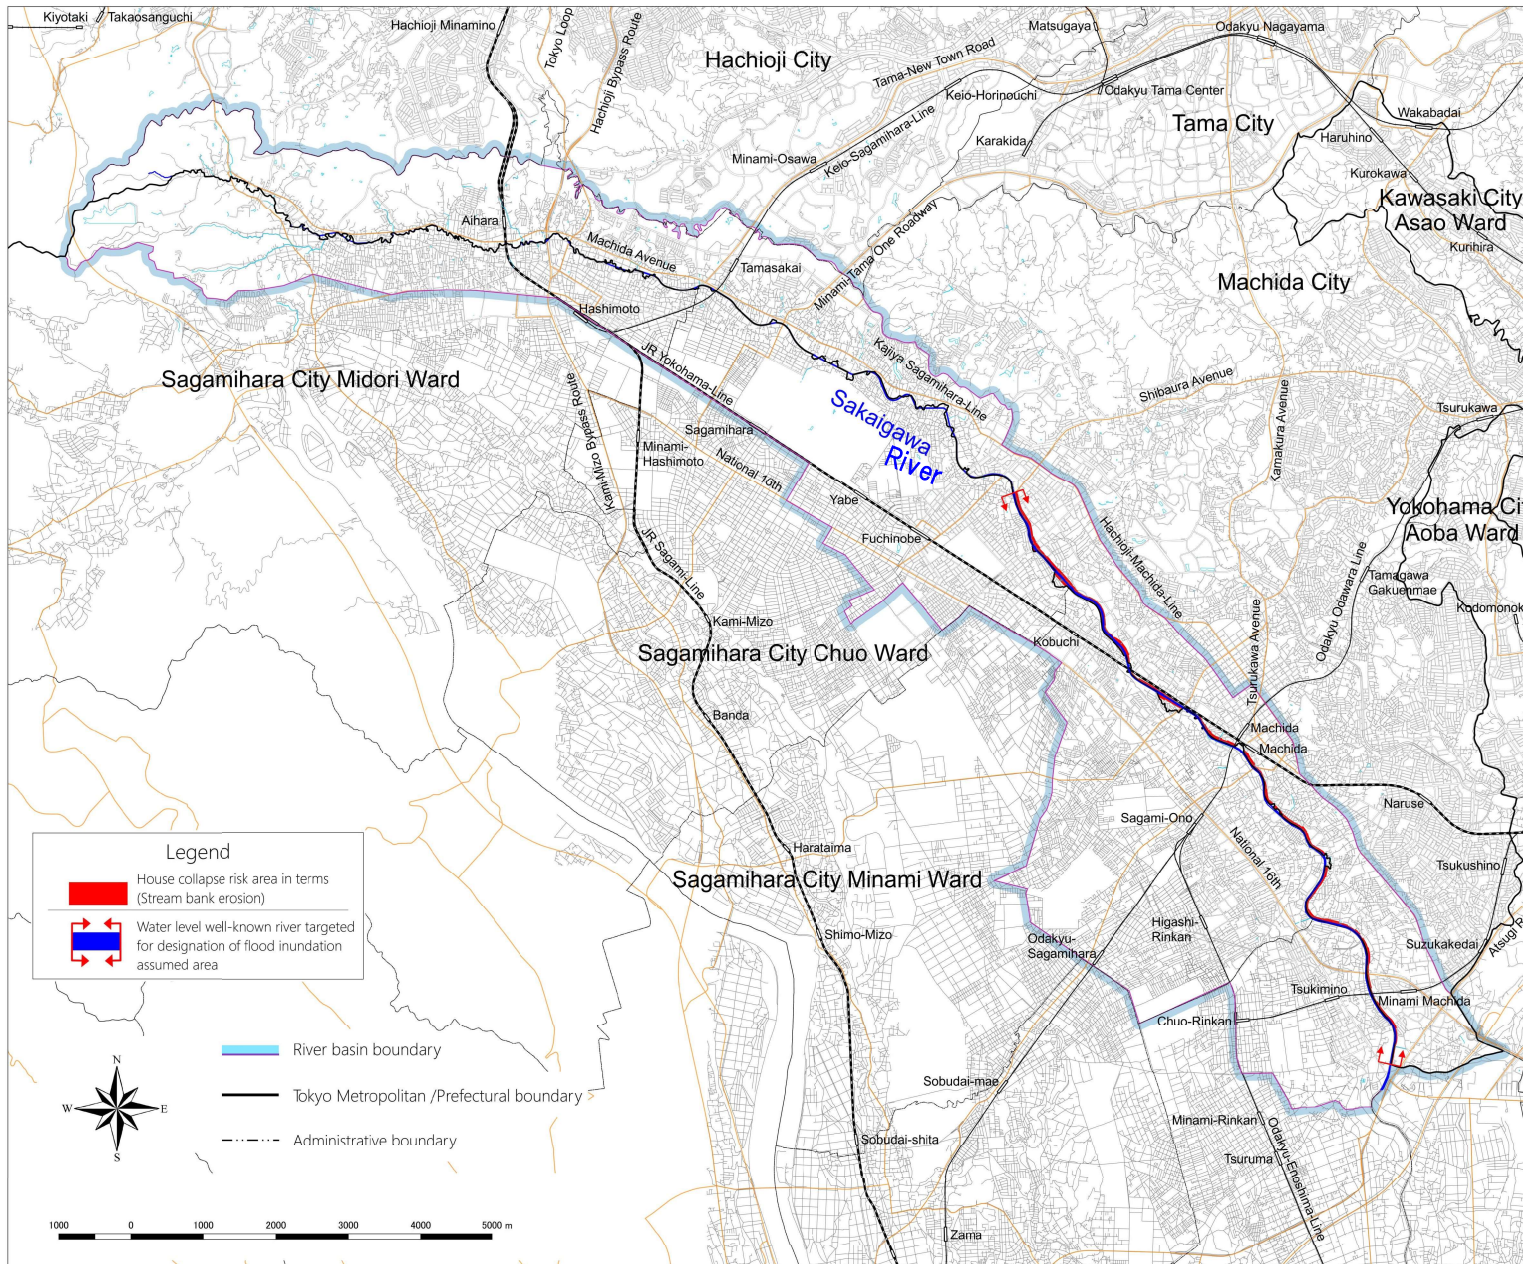 Kiyotaki
Takaosanguchi
Hachioji Minamino
Tokyo Loop
Hachioji Bypass Route
Hachioji City
Matsugaya
Odakyu Nagayama
Tama-New Town Road
Keio-Horinouchi
Odakyu Tama Center
Tama City
Wakabadai
Haruhino
Karakida
Minami-Osawa
Keio-Sagamihara-Line
Kurokawa
Kawasaki City
Asao Ward
Kurihira
Aihara
Machida Avenue
Tamasakai
Minami-Tama One Roadway
Machida City
Hashimoto
JR Yokohama-Line
Kajiya Sagamihara-Line
Shibaura Avenue
Sagamihara City Midori Ward
Kami-Mizo Bypass Route
Sakaigawa
River
Kamakura Avenue
Tsurukawa
Sagamihara
Minami-
Hashimoto
National 16th
Yabe
Fuchinobe
Hachioji-Machida-Line
Yokohama Cit
Aoba Ward
JR Sagami-Line
Odakyu Odawara Line
Tamagawa
Gakuenmae
Kodomonok
Kami-Mizo
Kobuchi
Tsurukawa Avenue
Sagamihara City Chuo Ward
Banda
Machida
Machida
Naruse
Sagami-Ono
National 16th
Harataima
Tsukushino
Sagamihara City Minami Ward
Shimo-Mizo
Odakyu-
Sagamihara
Higashi-
Rinkan
Suzukakedai
Atsugi R
Tsukimino
Minami Machida
Chuo-Rinkan
Sobudai-mae
Minami-Rinkan
Sobudai-shita
Tsuruma
Odakyu-Enoshima-Line
Zama
Legend
House collapse risk area in terms
(Stream bank erosion)
Water level well-known river targeted
for designation of flood inundation
assumed area
River basin boundary
Tokyo Metropolitan /Prefectural boundary
Administrative boundary
N
W
E
S
1000 0 1000 2000 3000 4000 5000 m